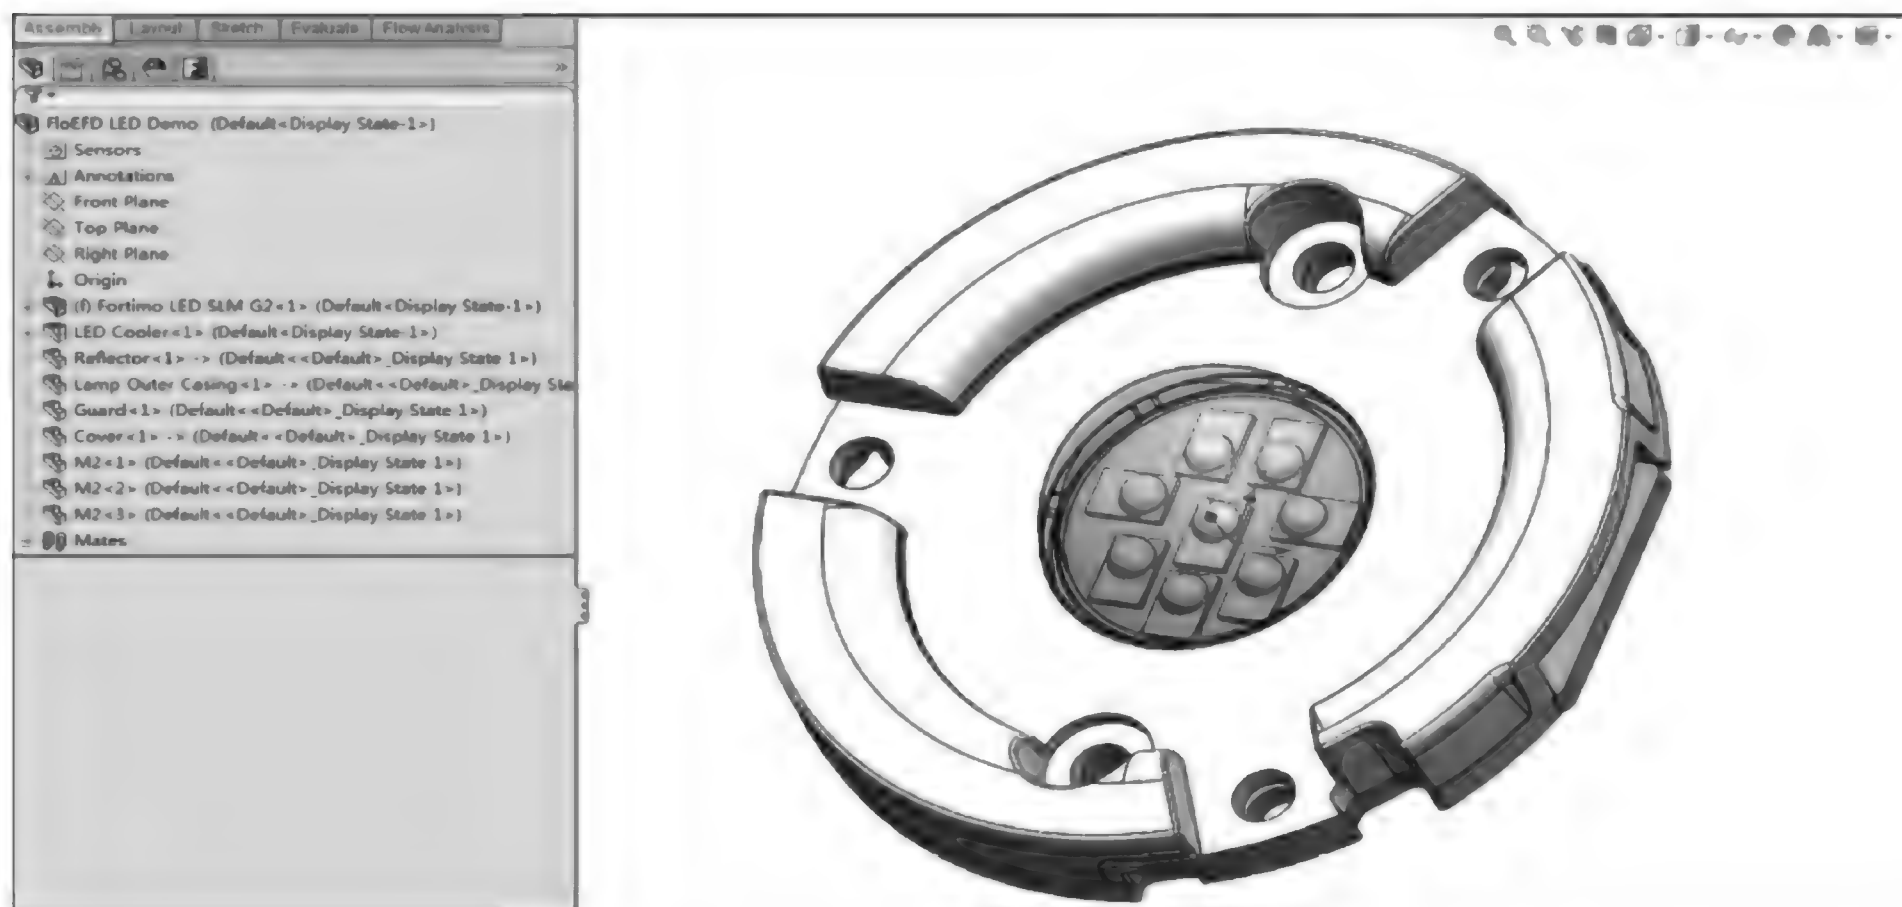 Assembly Layout Sketch Evaluate Flow Analysis
»
FloEFD LED Demo (Default<Display State-1>)
Sensors
Annotations
Front Plane
Top Plane
Right Plane
Origin
(f) Fortimo LED SLM G2<1> (Default<Display State-1>)
LED Cooler<1> (Default<Display State-1>)
Reflector<1> -> (Default<<Default>_Display State 1>)
Lamp Outer Casing<1> -> (Default<<Default>_Display Sta
Guard<1> (Default<<Default>_Display State 1>)
Cover<1> -> (Default<<Default>_Display State 1>)
M2<1> (Default<<Default>_Display State 1>)
M2<2> (Default<<Default>_Display State 1>)
M2<3> (Default<<Default>_Display State 1>)
Mates